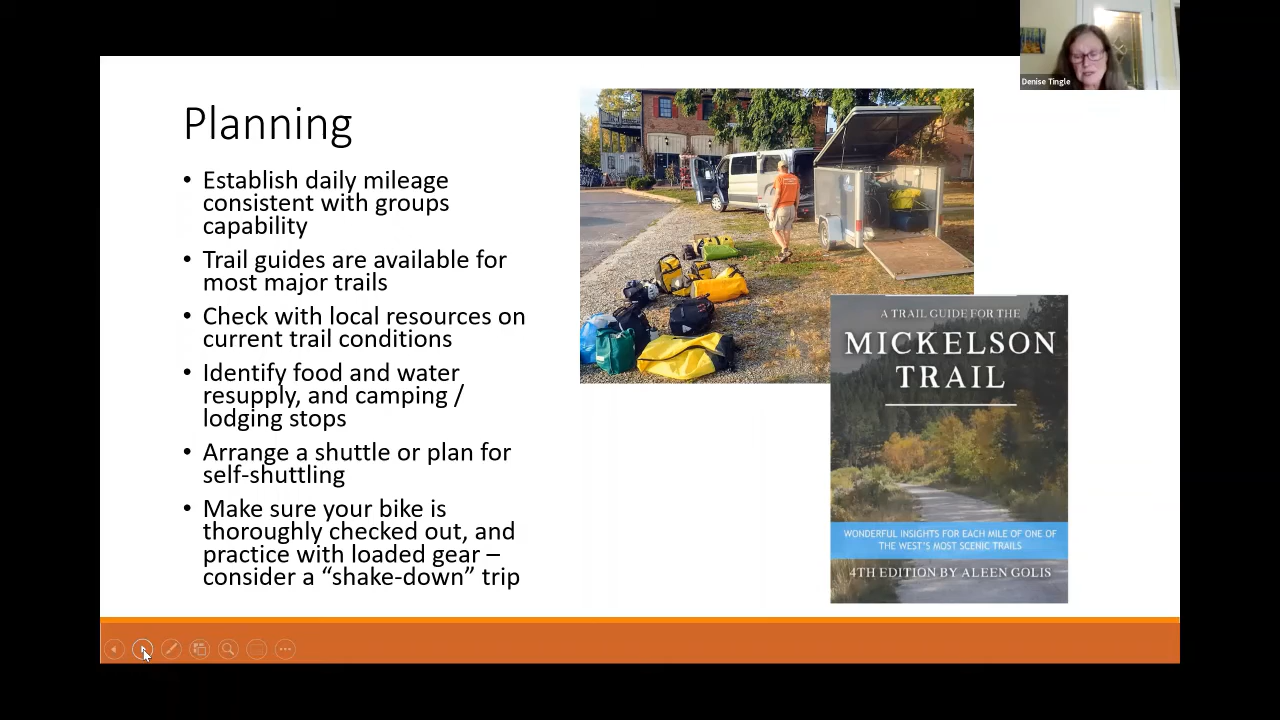 Denise Tingle
Planning
• Establish daily mileage
consistent with groups
capability
• Trail guides are available for
most major trails
• Check with local resources on
current trail conditions
• Identify food and water
resupply, and camping /
lodging stops
• Arrange a shuttle or plan for
self-shuttling
• Make sure your bike is
thoroughly checked out, and
practice with loaded gear –
consider a “shake-down” trip
A TRAIL GUIDE FOR THE
MICKELSON
TRAIL
WONDERFUL INSIGHTS FOR EACH MILE OF ONE OF
THE WEST'S MOST SCENIC TRAILS
4TH EDITION BY ALEEN GOLIS